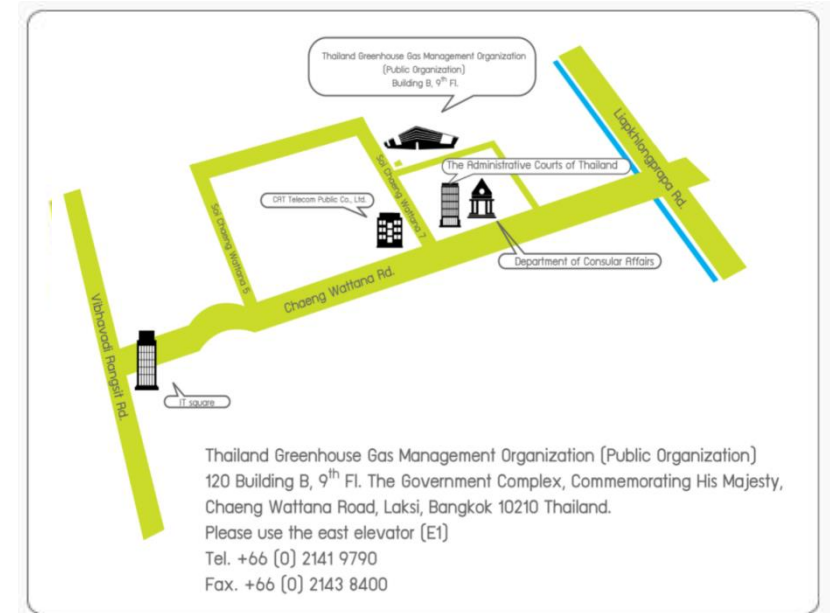 Thailand Greenhouse Gas Management Organization
(Public Organization)
Building B, 9th Fl.
Liapkhlongprapa Rd.
Soi Chaeng Wattana 7
The Administrative Courts of Thailand
Soi Chaeng Wattana 5
CAT Telecom Public Co., Ltd.
Department of Consular Affairs
Chaeng Wattana Rd.
Vibhavadi Rangsit Rd.
IT square
Thailand Greenhouse Gas Management Organization (Public Organization)
120 Building B, 9th Fl. The Government Complex, Commemorating His Majesty,
Chaeng Wattana Road, Laksi, Bangkok 10210 Thailand.
Please use the east elevator (E1)
Tel. +66 (0) 2141 9790
Fax. +66 (0) 2143 8400